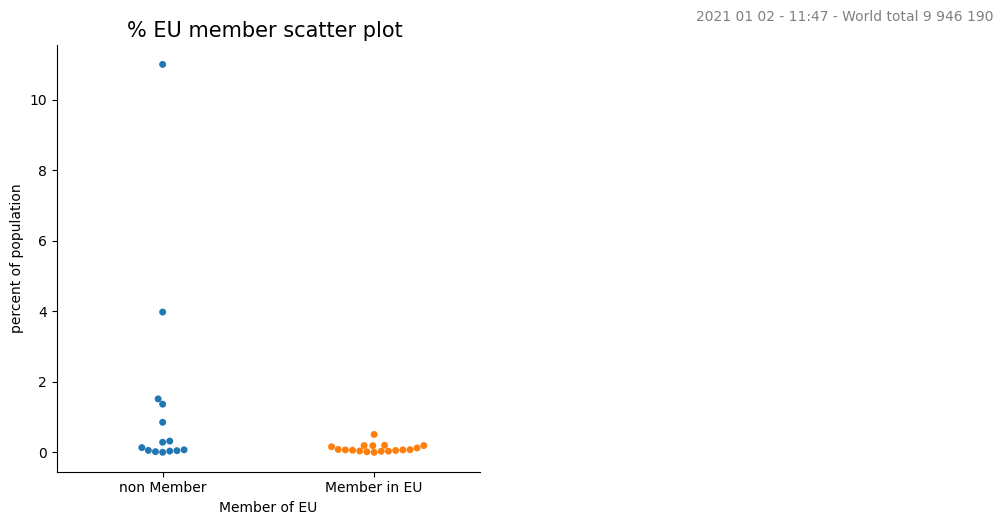 2021 01 02 - 11:47 - World total 9 946 190
% EU member scatter plot
percent of population
10
8
6
4
2
0
non Member
Member in EU
Member of EU